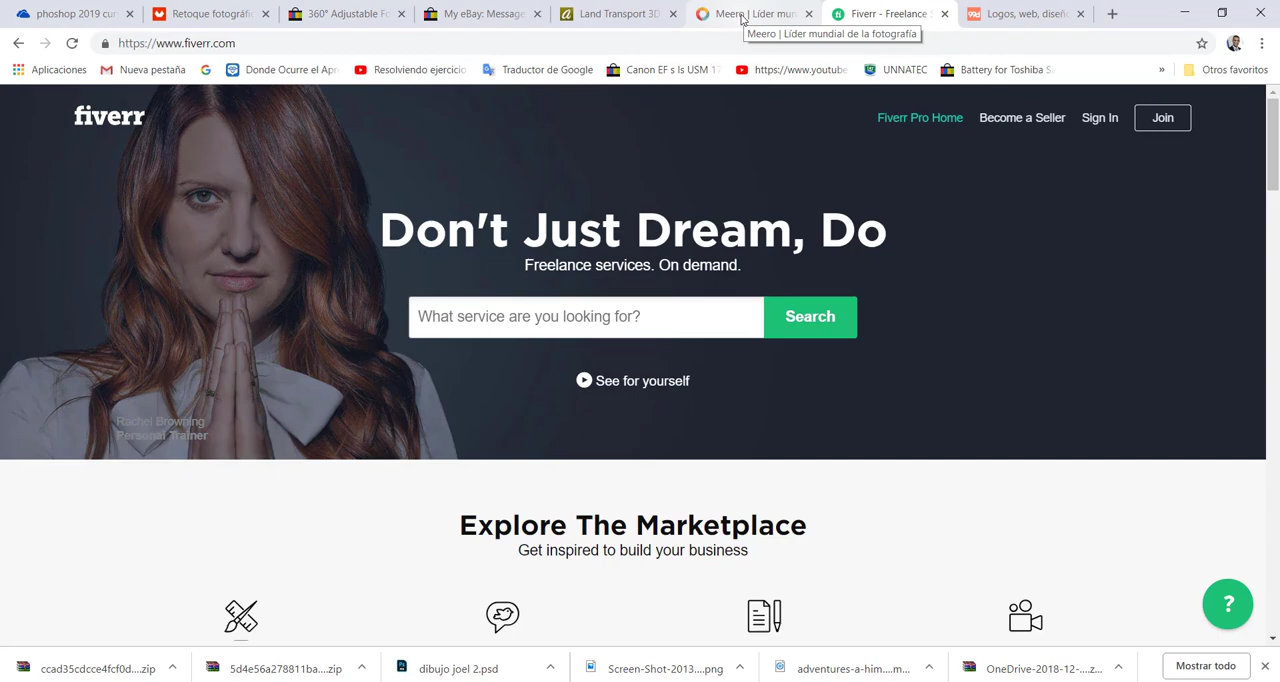 phoshop 2019 cur
Retoque fotográfic
360° Adjustable Fo
My eBay: Message
Land Transport 3D
Meero | Líder mun
Fiverr - Freelance
Logos, web, diseño
Meero | Líder mundial de la fotografía
https://www.fiverr.com
Aplicaciones
Nueva pestaña
Donde Ocurre el Apr
Resolviendo ejercicio
Traductor de Google
Canon EF s Is USM 17
https://www.youtube
UNNATEC
Battery for Toshiba Sa
»
Otros favoritos
fiverr
Fiverr Pro Home
Become a Seller
Sign In
Join
Don't Just Dream, Do
Freelance services. On demand.
What service are you looking for?
Search
See for yourself
Rachel Browning
Personal Trainer
Explore The Marketplace
Get inspired to build your business
?
ccad35cdcce4fcf0d....zip
5d4e56a278811ba....zip
dibujo joel 2.psd
Screen-Shot-2013....png
adventures-a-him....m...
OneDrive-2018-12-....z...
Mostrar todo